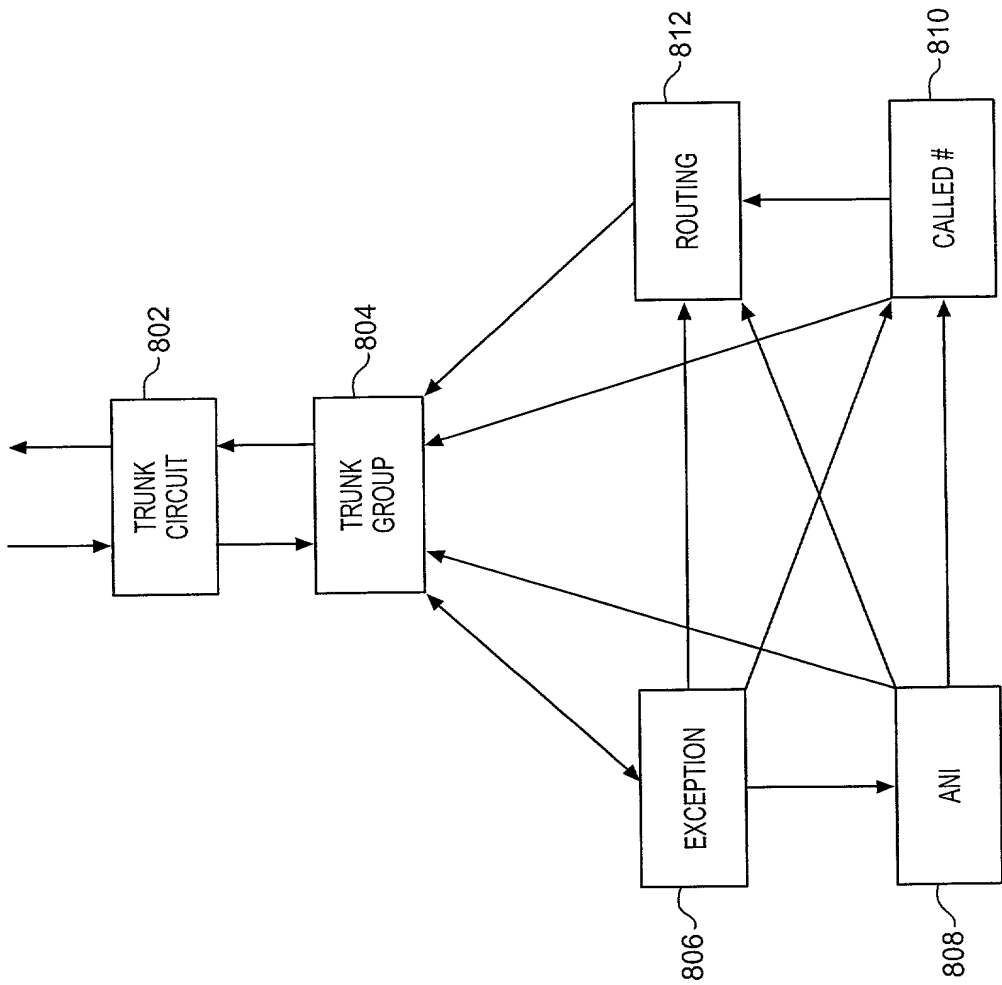 802
TRUNK
CIRCUIT
804
TRUNK
GROUP
812
ROUTING
EXCEPTION
806
810
CALLED #
ANI
808